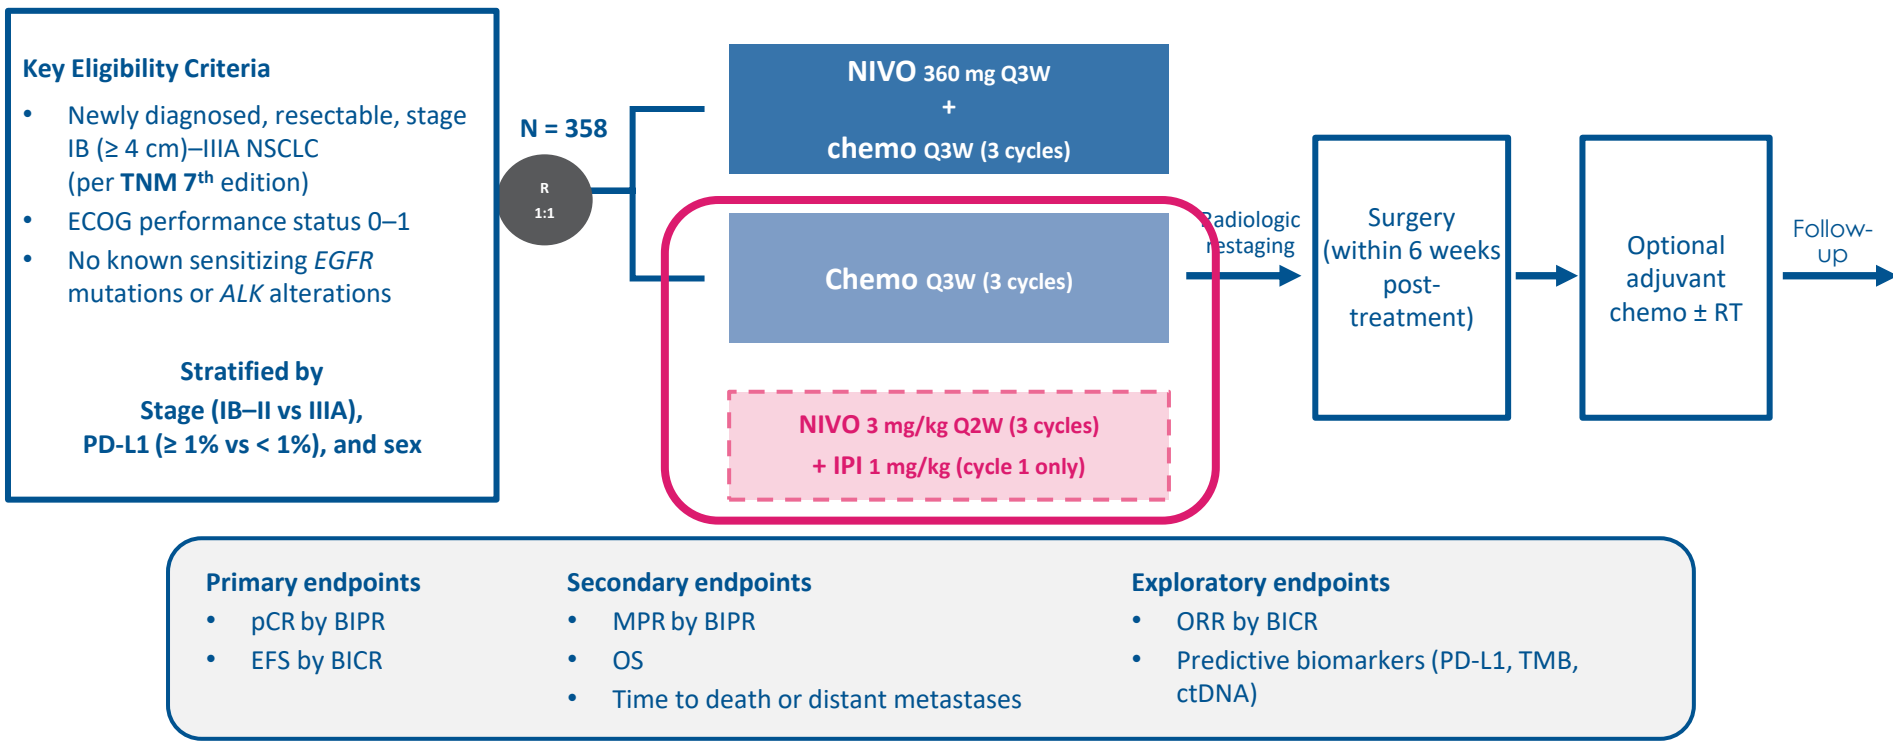 Key Eligibility Criteria
• Newly diagnosed, resectable, stage
IB (≥ 4 cm)–IIIA NSCLC
(per TNM 7th edition)
• ECOG performance status 0–1
• No known sensitizing EGFR
mutations or ALK alterations
Stratified by
Stage (IB–II vs IIIA),
PD-L1 (≥ 1% vs < 1%), and sex
N = 358
R
1:1
NIVO 360 mg Q3W
+
chemo Q3W (3 cycles)
Chemo Q3W (3 cycles)
NIVO 3 mg/kg Q2W (3 cycles)
+ IPI 1 mg/kg (cycle 1 only)
Radiologic
restaging
Surgery
(within 6 weeks
post-
treatment)
Optional
adjuvant
chemo ± RT
Follow-
up
Primary endpoints
• pCR by BIPR
• EFS by BICR
Secondary endpoints
• MPR by BIPR
• OS
• Time to death or distant metastases
Exploratory endpoints
• ORR by BICR
• Predictive biomarkers (PD-L1, TMB,
ctDNA)